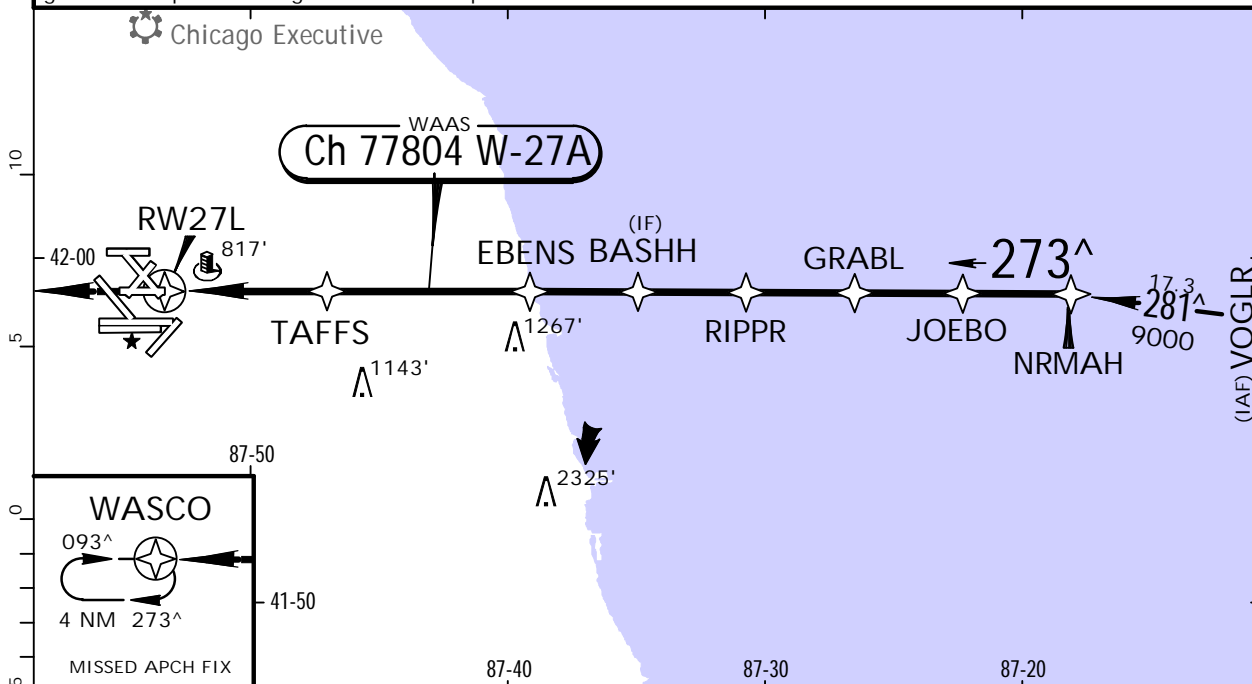 Chicago Executive
WAAS
Ch 77804 W-27A
10
RW27L
817'
42-00
(IF)
EBENS
BASHH
GRABL
273^
17.3
281^
9000
(IAF) VOGLR
TAFFS
1267'
RIPPR
JOEBO
NRMAH
5
1143'
87-50
2325'
0
WASCO
093^
4 NM
273^
MISSED APCH FIX
41-50
87-40
87-30
87-20
5